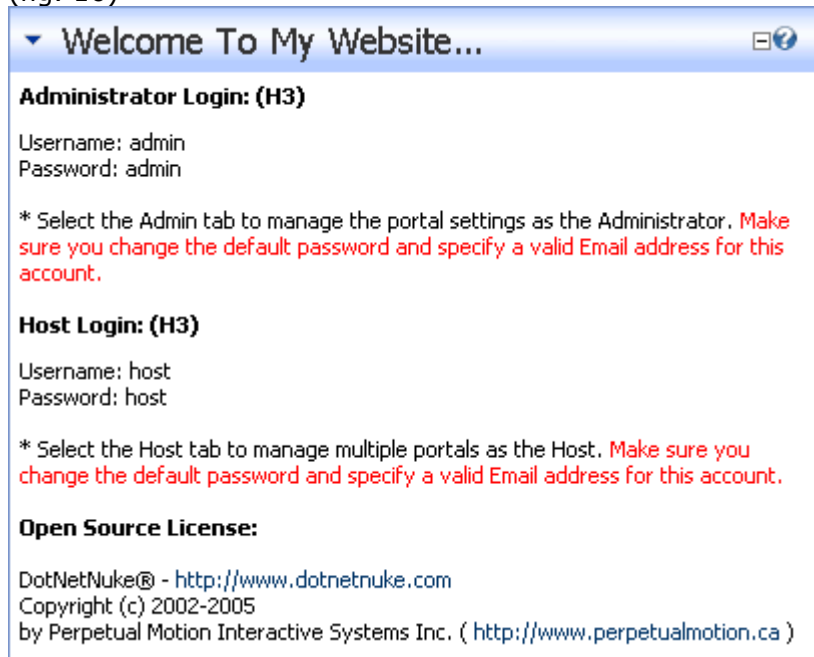 Welcome To My Website...
Administrator Login: (H3)
Username: admin
Password: admin
* Select the Admin tab to manage the portal settings as the Administrator. Make
sure you change the default password and specify a valid Email address for this
account.
Host Login: (H3)
Username: host
Password: host
* Select the Host tab to manage multiple portals as the Host. Make sure you
change the default password and specify a valid Email address for this account.
Open Source License:
DotNetNuke® - http://www.dotnetnuke.com
Copyright (c) 2002-2005
by Perpetual Motion Interactive Systems Inc. ( http://www.perpetualmotion.ca )